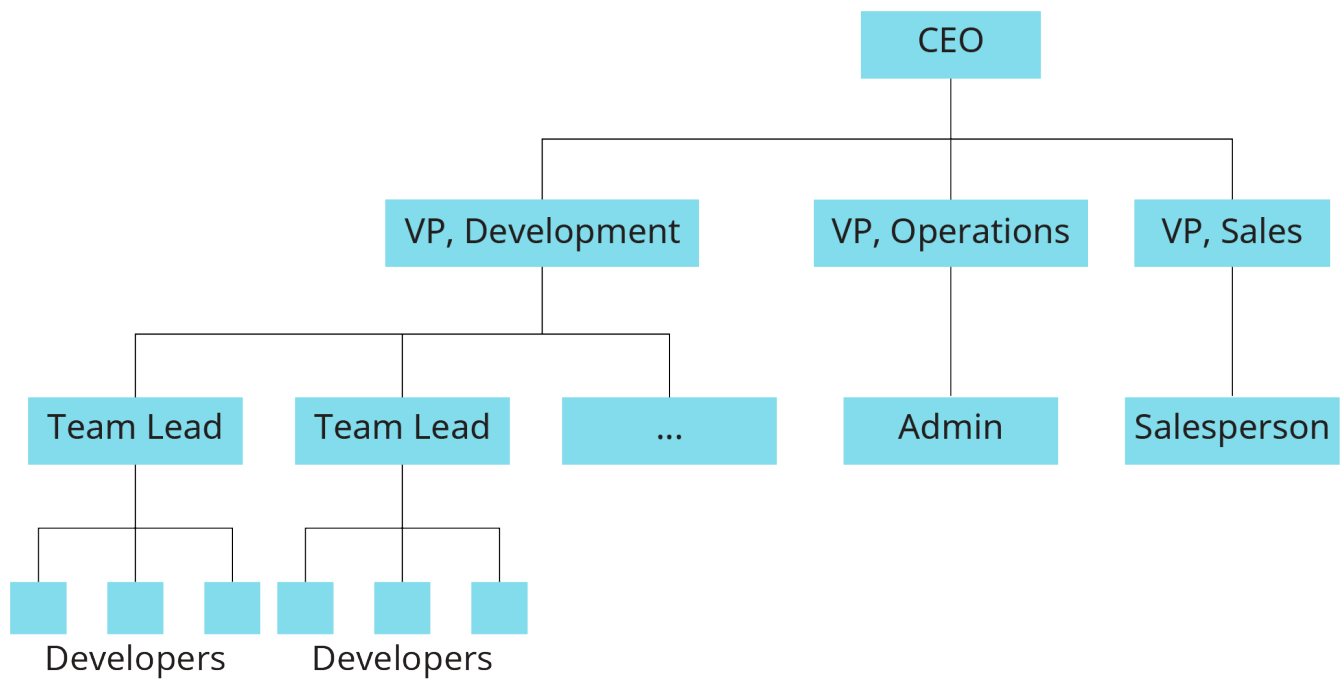 CEO
VP, Development
VP, Operations
VP, Sales
Team Lead
Team Lead
...
Admin
Salesperson
Developers
Developers